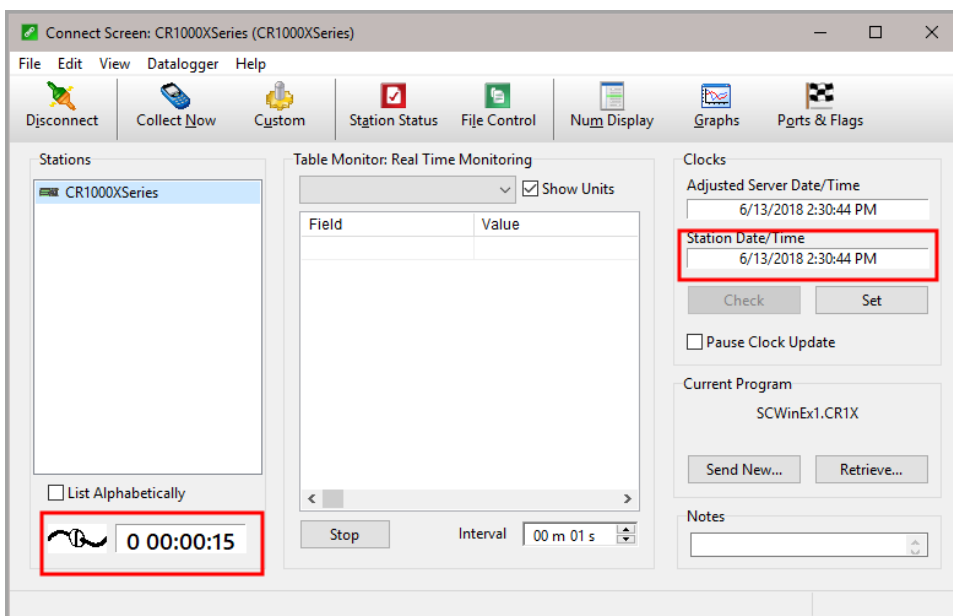 Connect Screen: CR1000XSeries (CR1000XSeries)
File Edit View Datalogger Help
Disconnect Collect Now Custom Station Status File Control Num Display Graphs Ports & Flags
Stations
CR1000XSeries
List Alphabetically
0 00:00:15
Table Monitor: Real Time Monitoring
Show Units
Field Value
Stop Interval 00 m 01 s
Clocks
Adjusted Server Date/Time
6/13/2018 2:30:44 PM
Station Date/Time
6/13/2018 2:30:44 PM
Check Set
Pause Clock Update
Current Program
SCWinEx1.CR1X
Send New... Retrieve...
Notes